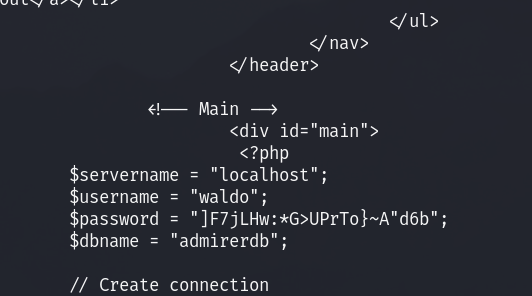 out</a></li>
</ul>
</nav>
</header>
<!-- Main -->
<div id="main">
<?php
$servername = "localhost";
$username = "waldo";
$password = "]F7jLHw:*G>UPrTo}~A"d6b";
$dbname = "admirerdb";
// Create connection